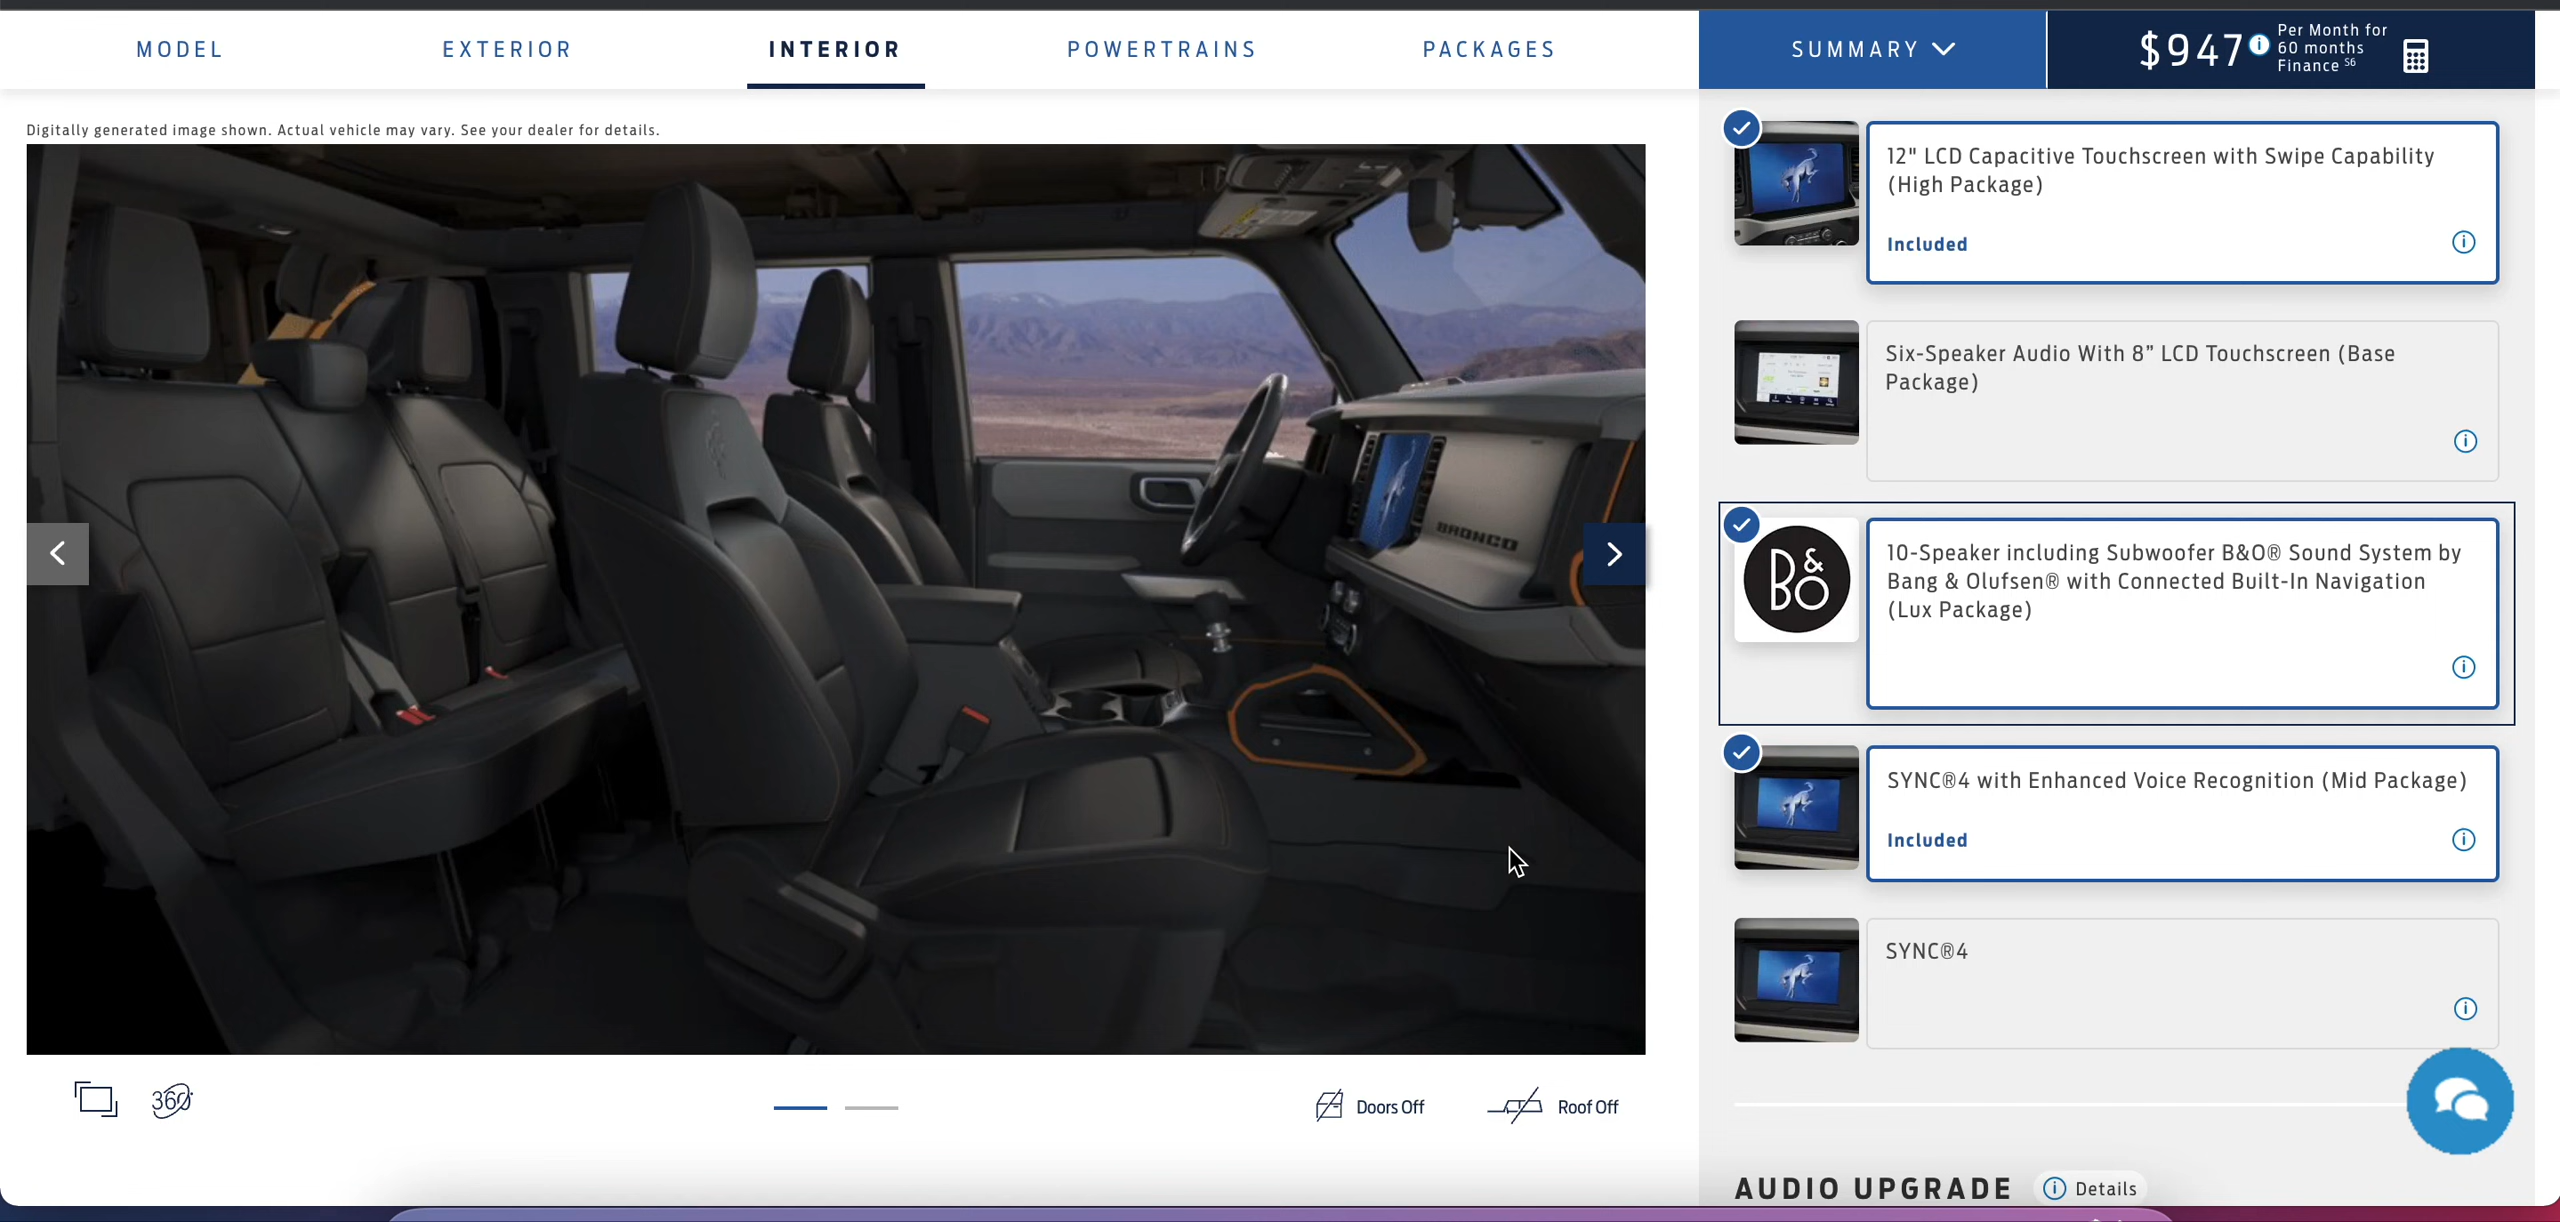 MODEL
EXTERIOR
INTERIOR
POWERTRAINS
PACKAGES
SUMMARY
$947
Per Month for
60 months
Finance S6
Digitally generated image shown. Actual vehicle may vary. See your dealer for details.
BRONCO
360
Doors Off
Roof Off
12" LCD Capacitive Touchscreen with Swipe Capability
(High Package)
Included
Six-Speaker Audio With 8” LCD Touchscreen (Base
Package)
B&O
10-Speaker including Subwoofer B&O® Sound System by
Bang & Olufsen® with Connected Built-In Navigation
(Lux Package)
SYNC®4 with Enhanced Voice Recognition (Mid Package)
Included
SYNC®4
AUDIO UPGRADE
Details